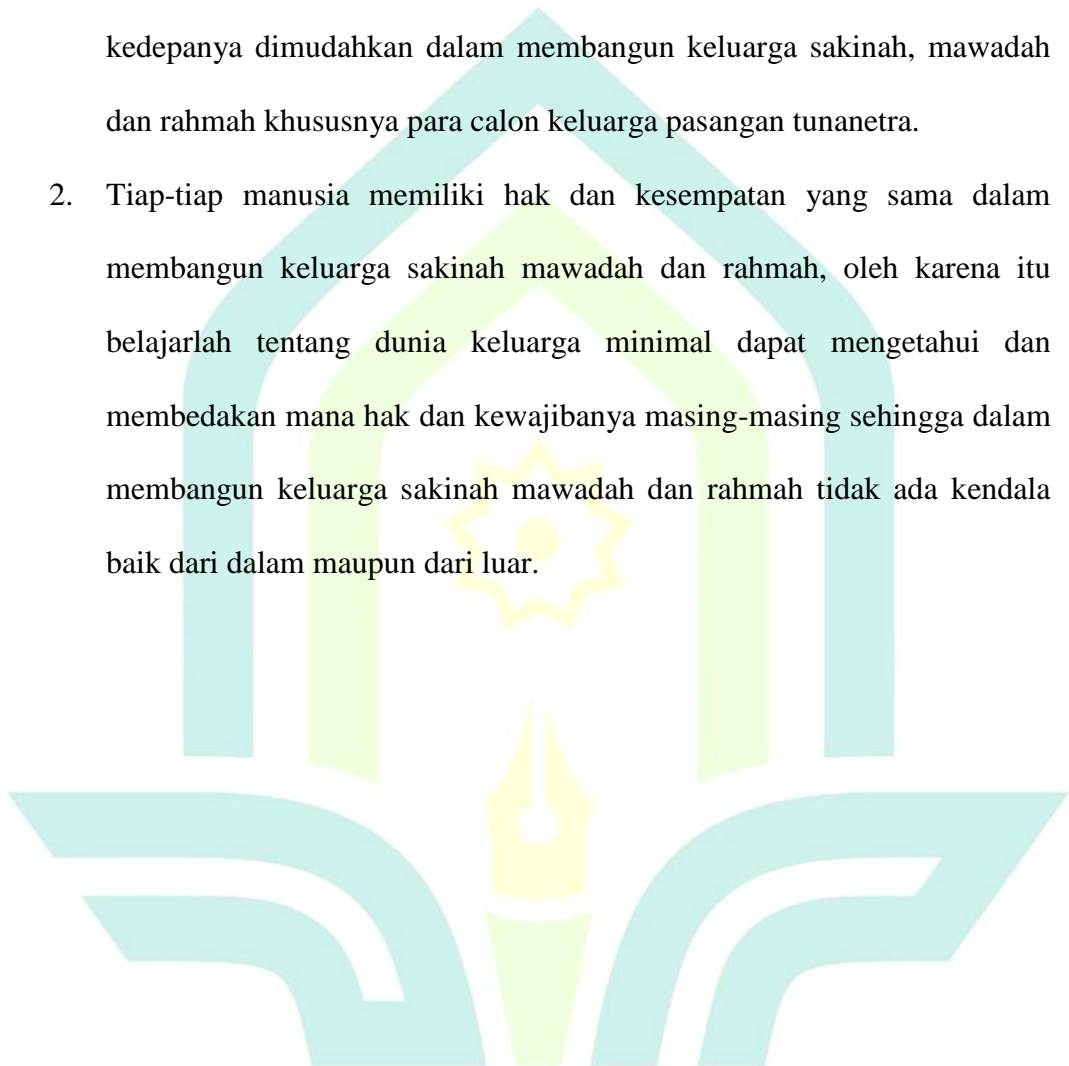 kedepanya dimudahkan dalam membangun keluarga sakinah, mawadah
dan rahmah khususnya para calon keluarga pasangan tunanetra.
2. Tiap-tiap manusia memiliki hak dan kesempatan yang sama dalam
membangun keluarga sakinah mawadah dan rahmah, oleh karena itu
belajarlah tentang dunia keluarga minimal dapat mengetahui dan
membedakan mana hak dan kewajibanya masing-masing sehingga dalam
membangun keluarga sakinah mawadah dan rahmah tidak ada kendala
baik dari dalam maupun dari luar.